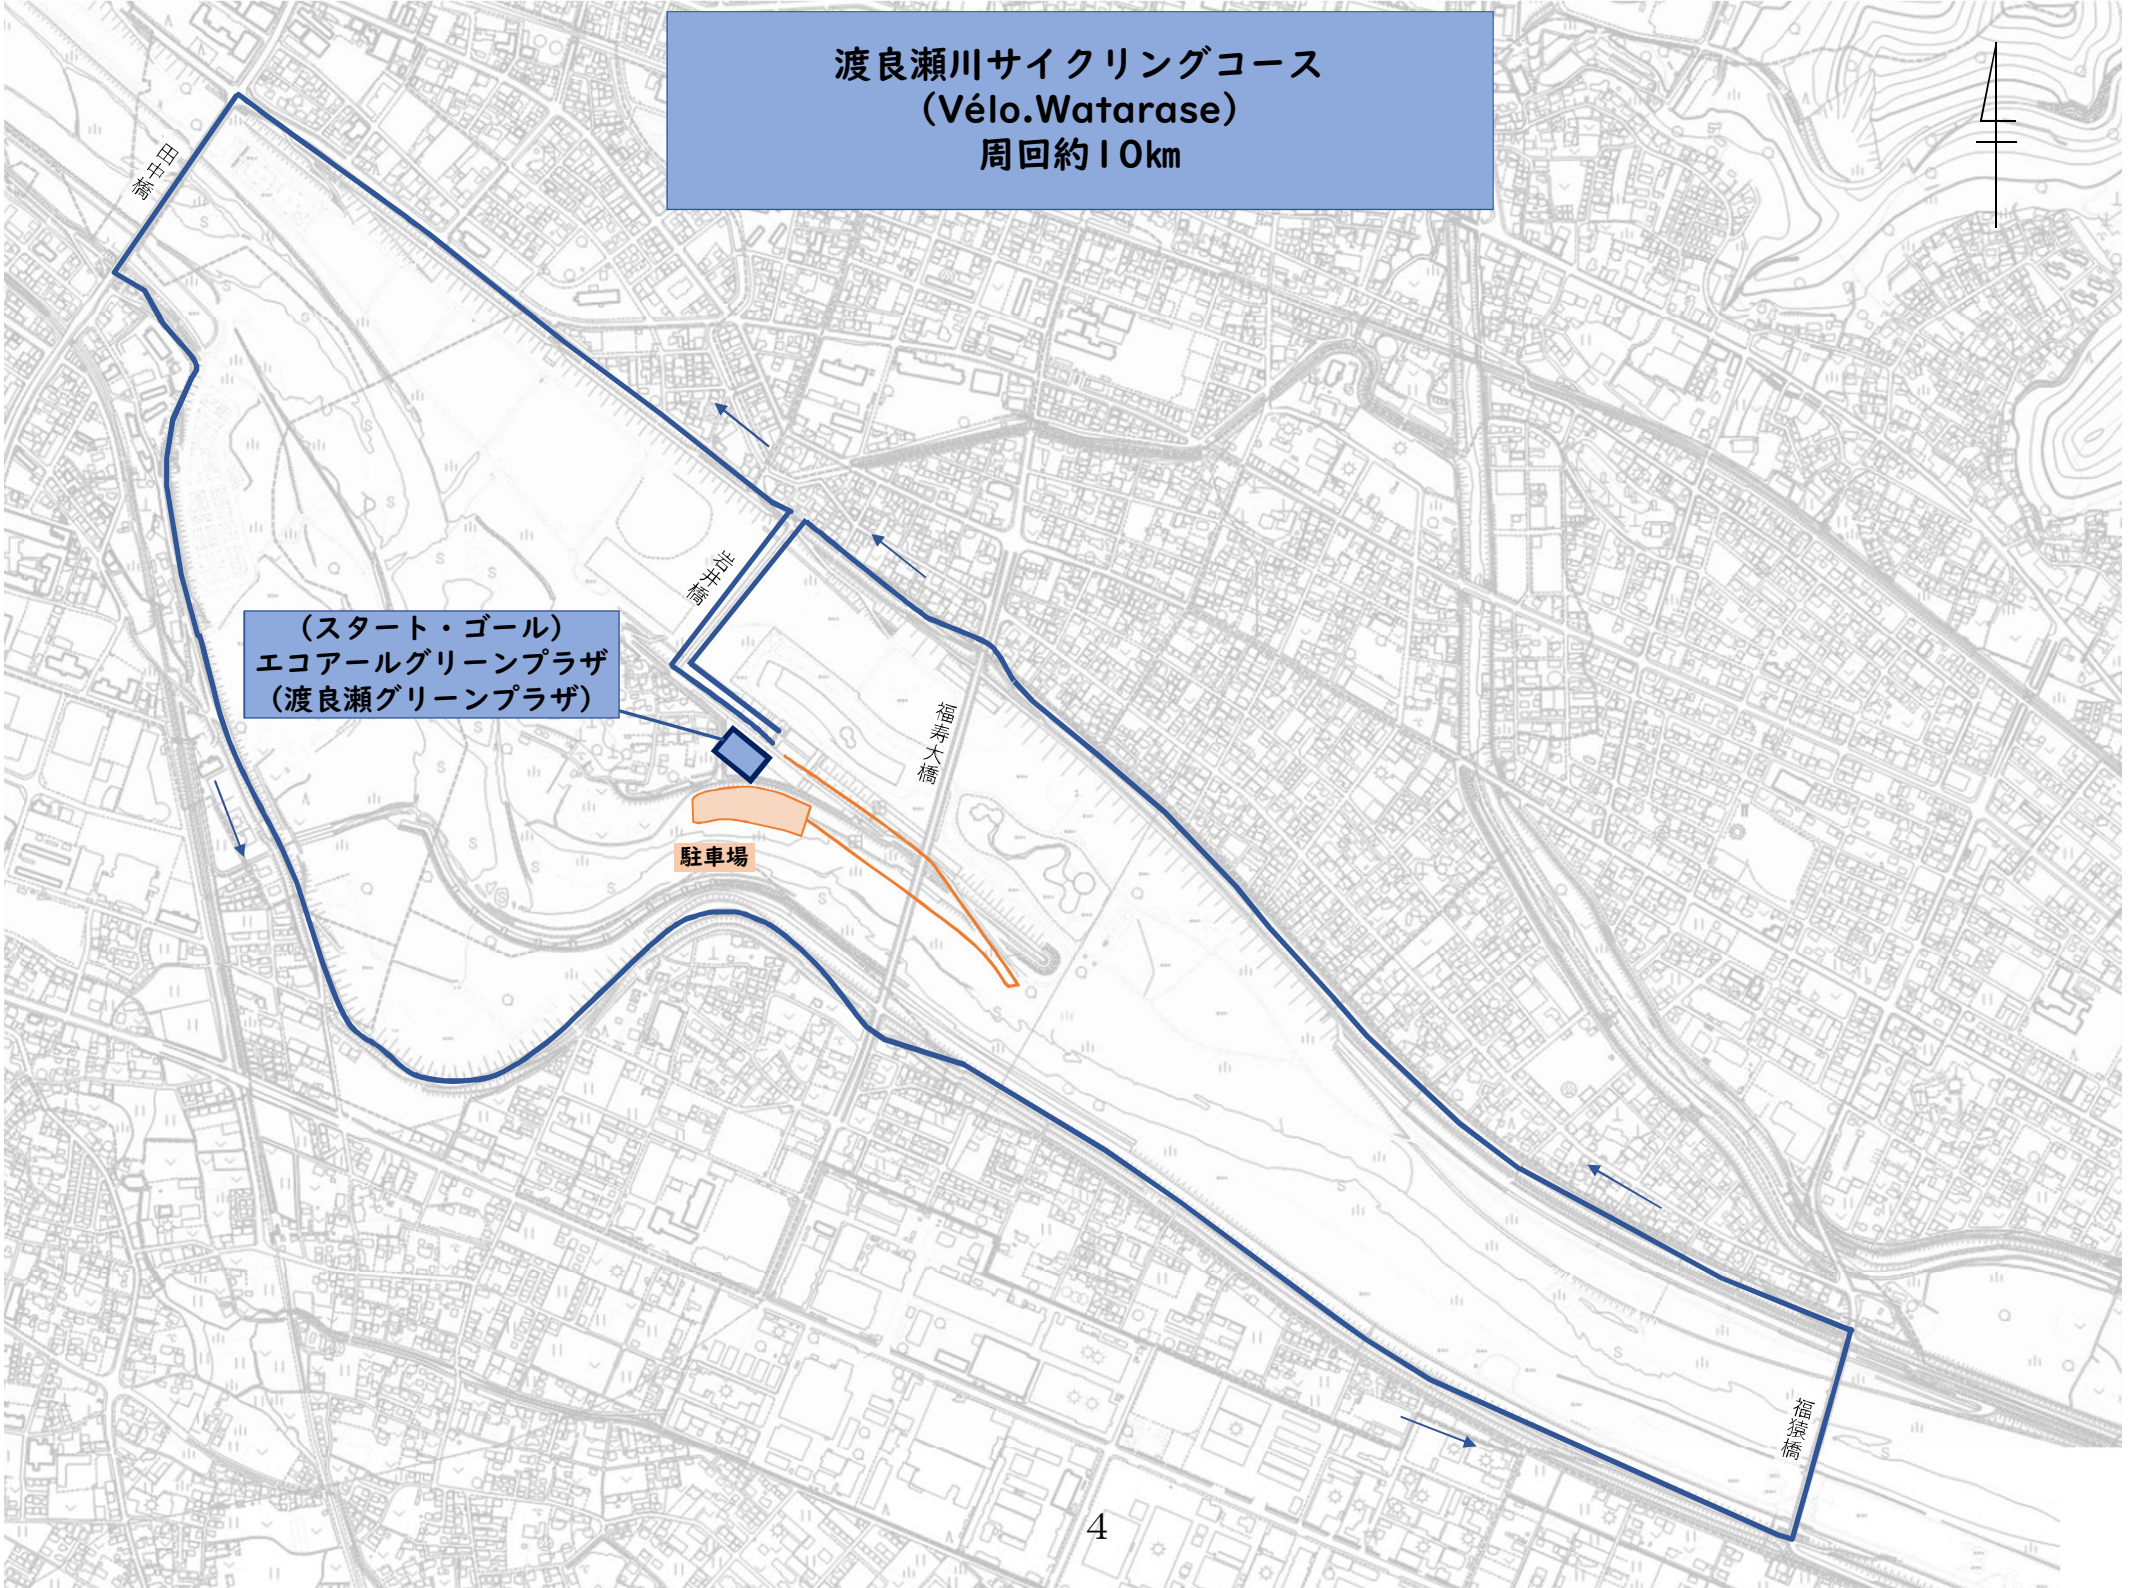 渡良瀬川サイクリングコース
(Vélo.Watarase)
周回約10㎞
田中橋
岩井橋
(スタート・ゴール)
エコアールグリーンプラザ
(渡良瀬グリーンプラザ)
福寿大橋
駐車場
福猿橋
4